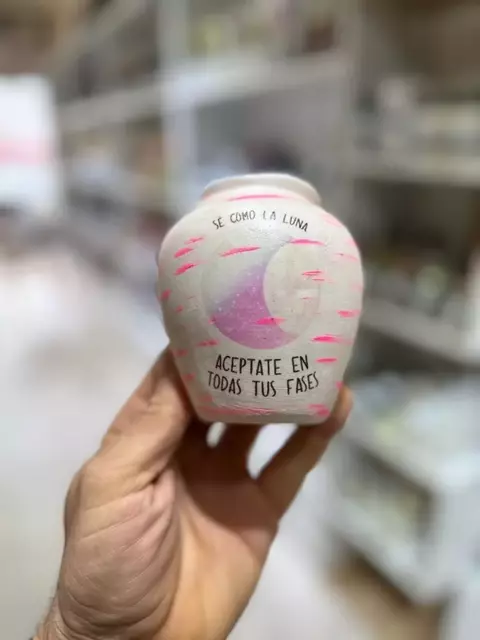 SÉ COMO LA LUNA
ACEPTATE EN
TODAS TUS FASES